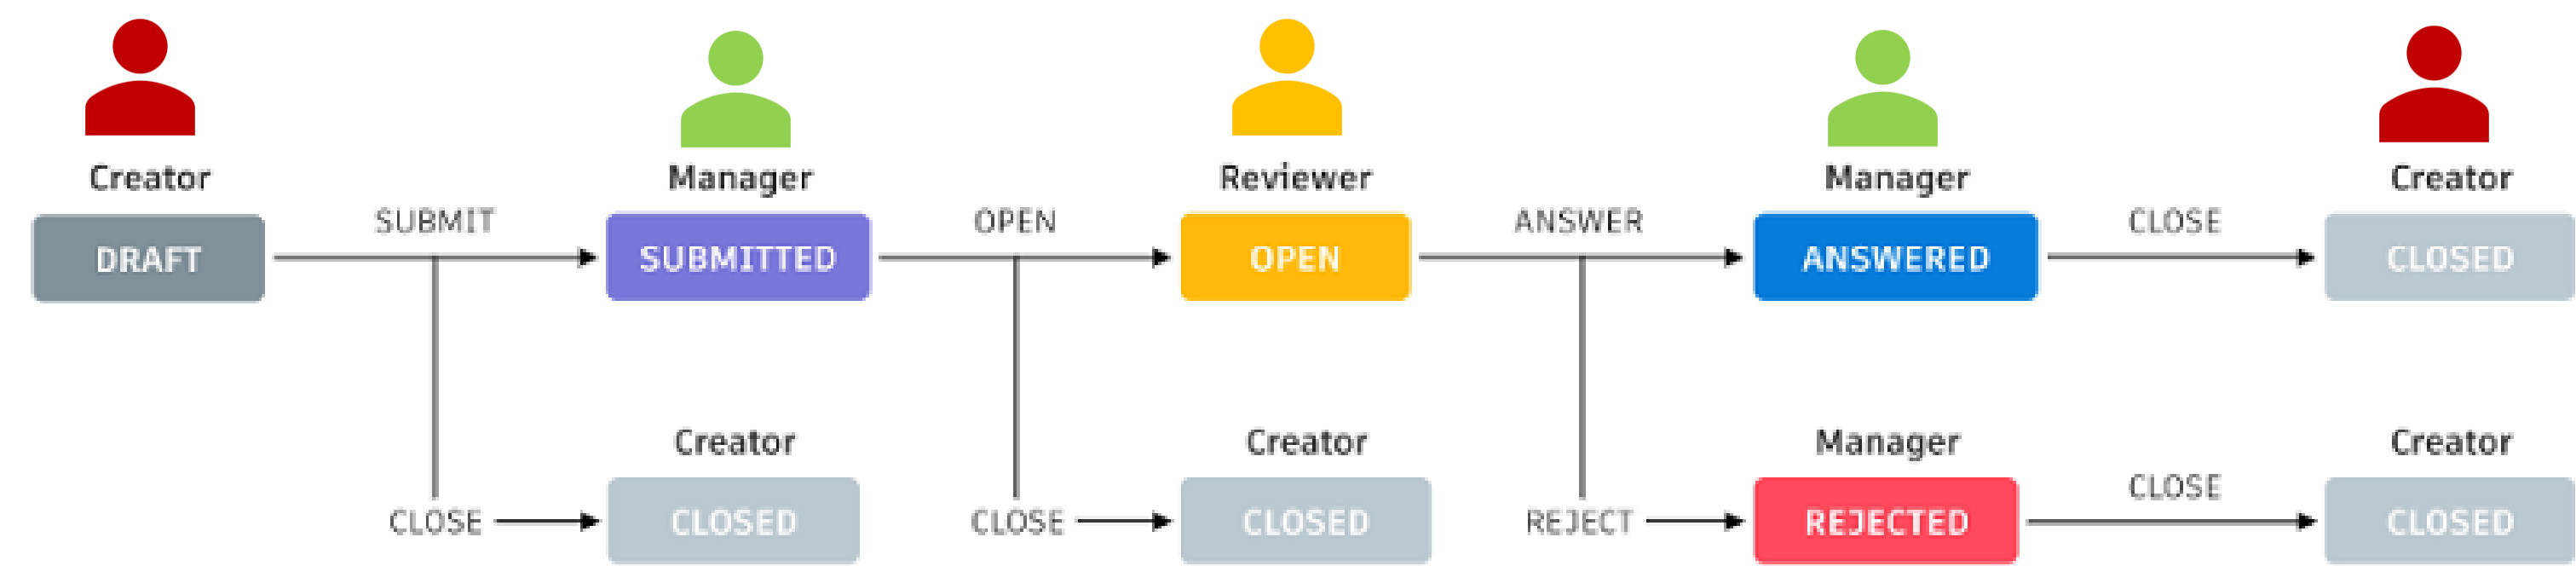 Creator
Manager
Reviewer
Manager
Creator
SUBMIT
OPEN
ANSWER
CLOSE
DRAFT
SUBMITTED
OPEN
ANSWERED
CLOSED
Creator
Creator
Manager
Creator
CLOSE
CLOSED
CLOSE
CLOSED
REJECT
REJECTED
CLOSE
CLOSED